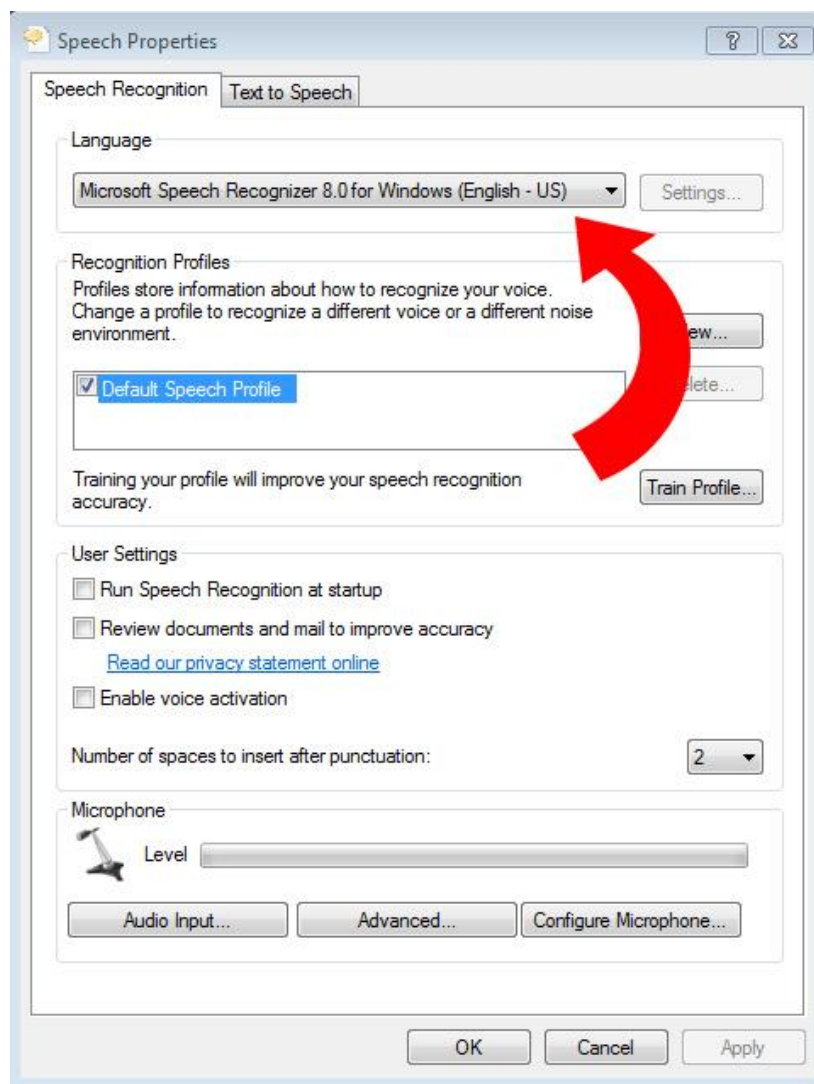 Speech Properties
Speech Recognition
Text to Speech
Language
Microsoft Speech Recognizer 8.0 for Windows (English - US)
Settings...
Recognition Profiles
Profiles store information about how to recognize your voice.
Change a profile to recognize a different voice or a different noise
environment.
ew...
Default Speech Profile
lete...
Training your profile will improve your speech recognition
accuracy.
Train Profile...
User Settings
Run Speech Recognition at startup
Review documents and mail to improve accuracy
Read our privacy statement online
Enable voice activation
Number of spaces to insert after punctuation:
2
Microphone
Level
Audio Input...
Advanced...
Configure Microphone...
OK
Cancel
Apply